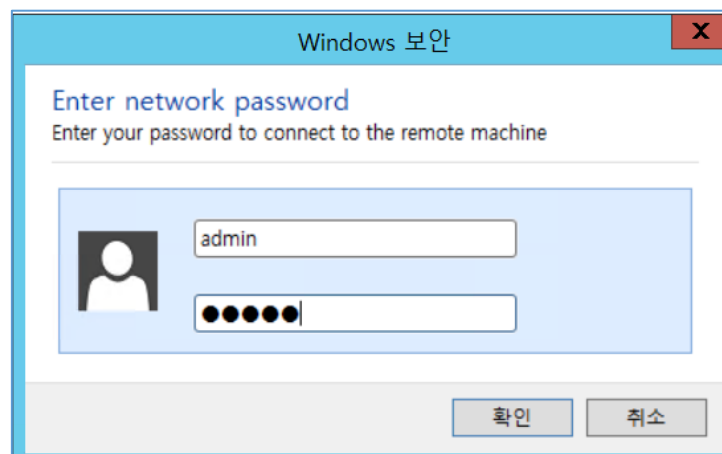 Windows 보안
X
Enter network password
Enter your password to connect to the remote machine
admin
●●●●●
확인 취소